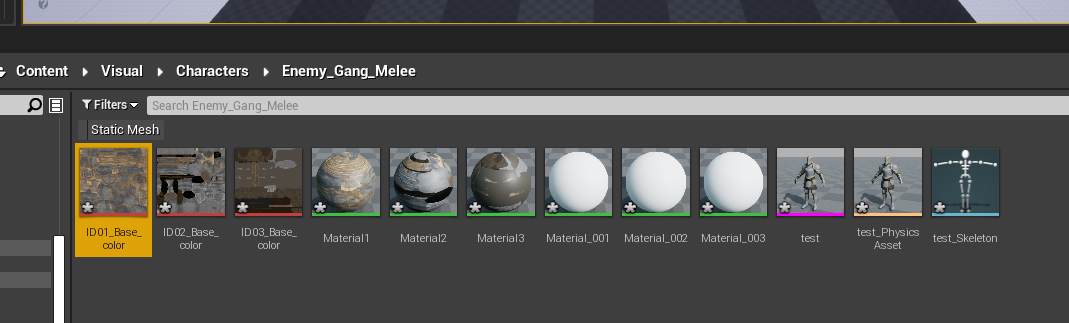 Content Visual Characters Enemy_Gang_Melee
Filters Search Enemy_Gang_Melee
Static Mesh
ID01_Base_
color
ID02_Base_
color
ID03_Base_
color
Material1
Material2
Material3
Material_001
Material_002
Material_003
test
test_Physics
Asset
test_Skeleton